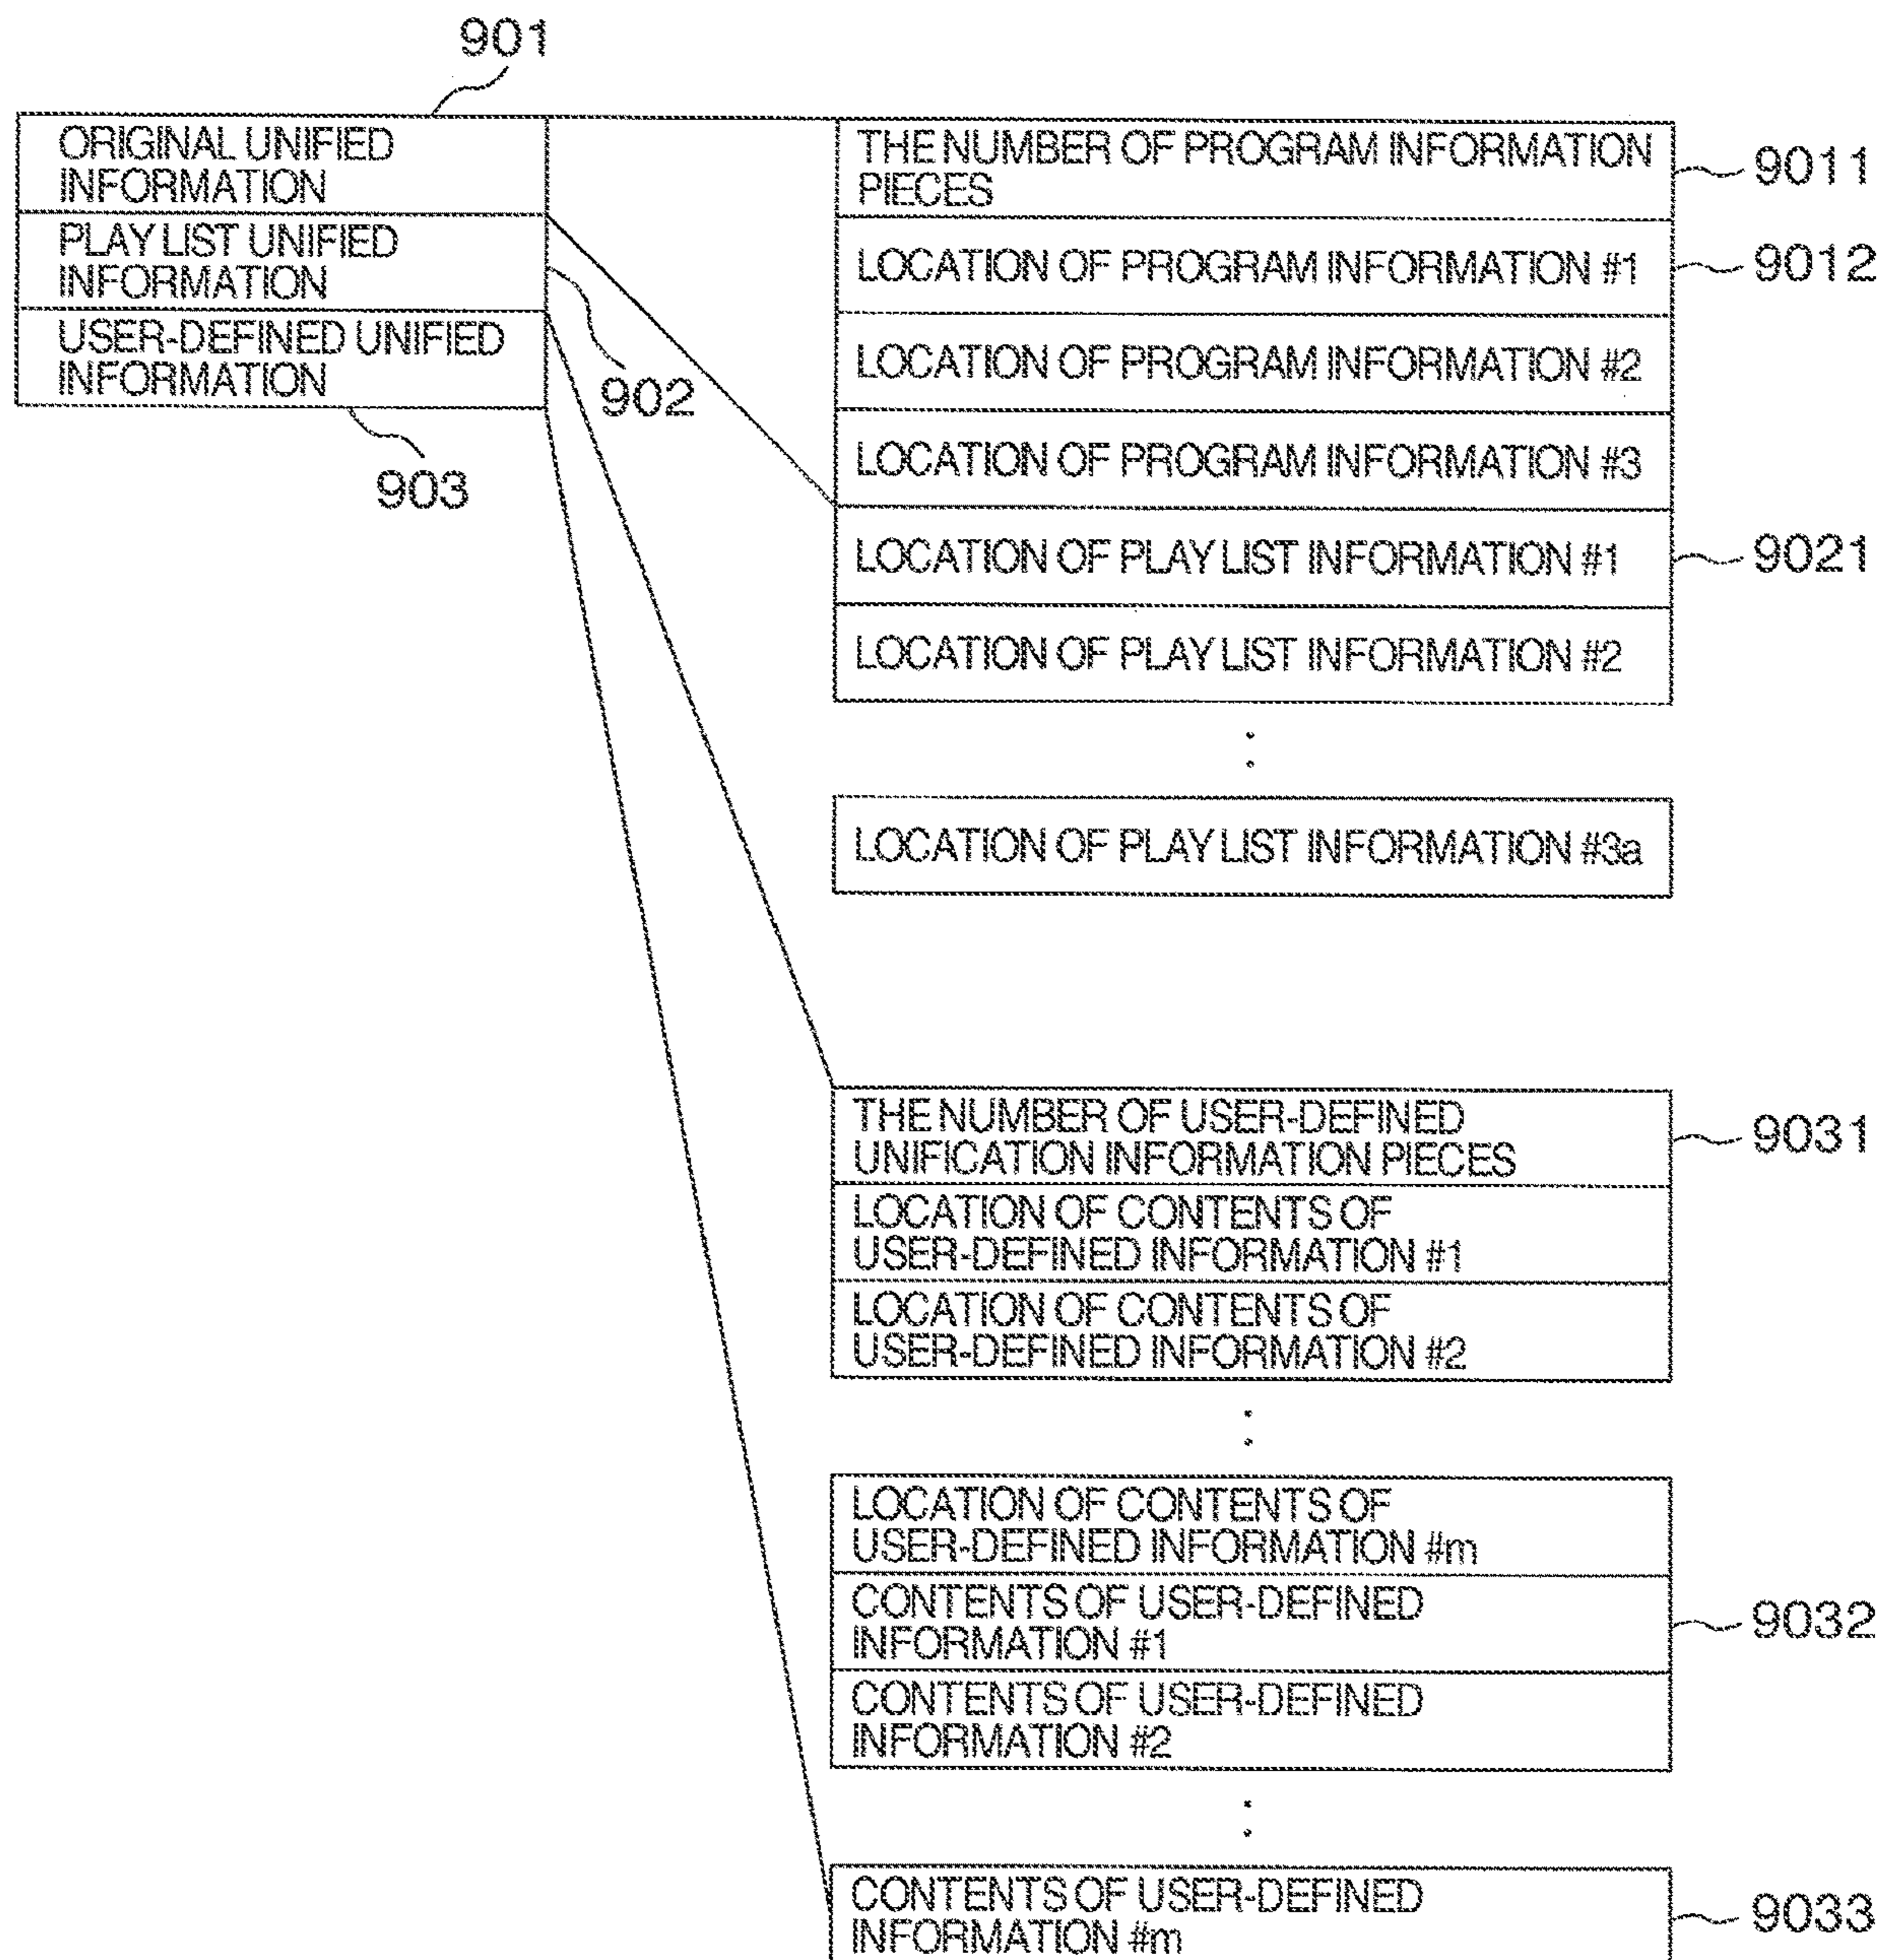 901
ORIGINAL UNIFIED
INFORMATION
PLAY LIST UNIFIED
INFORMATION
USER-DEFINED UNIFIED
INFORMATION
902
903
THE NUMBER OF PROGRAM INFORMATION
PIECES
9011
LOCATION OF PROGRAM INFORMATION #1
9012
LOCATION OF PROGRAM INFORMATION #2
LOCATION OF PROGRAM INFORMATION #3
LOCATION OF PLAY LIST INFORMATION #1
9021
LOCATION OF PLAY LIST INFORMATION #2
LOCATION OF PLAY LIST INFORMATION #3a
THE NUMBER OF USER-DEFINED
UNIFICATION INFORMATION PIECES
9031
LOCATION OF CONTENTS OF
USER-DEFINED INFORMATION #1
LOCATION OF CONTENTS OF
USER-DEFINED INFORMATION #2
LOCATION OF CONTENTS OF
USER-DEFINED INFORMATION #m
CONTENTS OF USER-DEFINED
INFORMATION #1
9032
CONTENTS OF USER-DEFINED
INFORMATION #2
CONTENTS OF USER-DEFINED
INFORMATION #m
9033